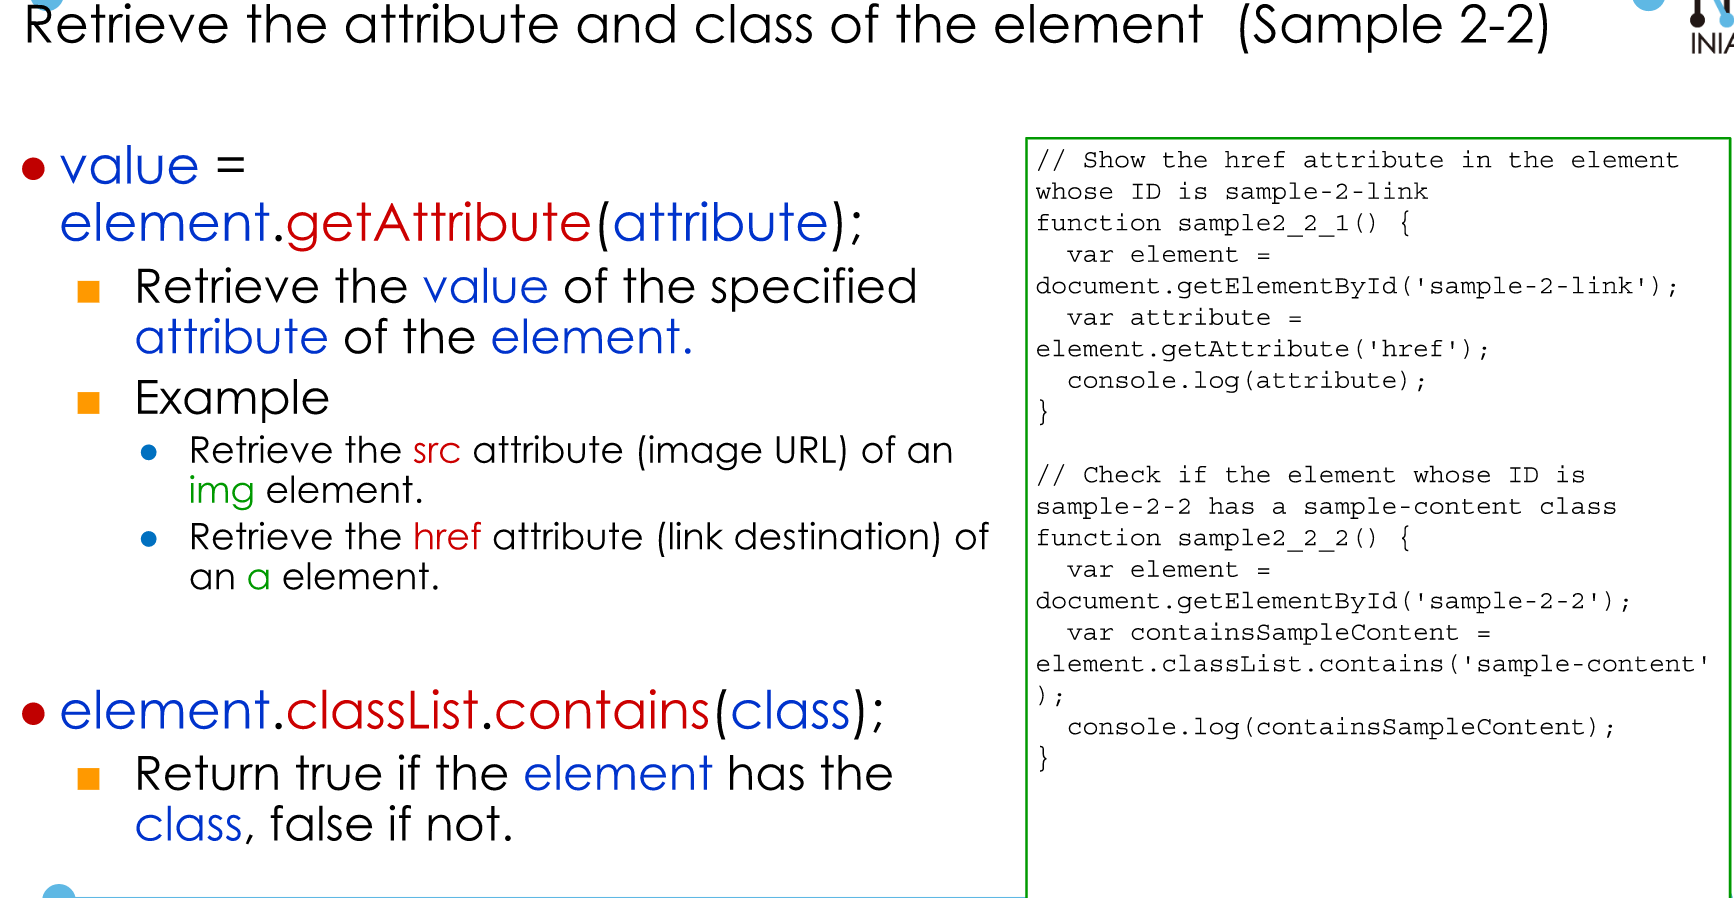 Retrieve the attribute and class of the element (Sample 2-2)
INIA
value =
element.getAttribute(attribute);
Retrieve the value of the specified
attribute of the element.
Example
Retrieve the src attribute (image URL) of an
img element.
Retrieve the href attribute (link destination) of
an a element.
element.classList.contains(class);
Return true if the element has the
class, false if not.
// Show the href attribute in the element
whose ID is sample-2-link
function sample2_2_1() {
  var element =
document.getElementById('sample-2-link');
  var attribute =
element.getAttribute('href');
  console.log(attribute);
}

// Check if the element whose ID is
sample-2-2 has a sample-content class
function sample2_2_2() {
  var element =
document.getElementById('sample-2-2');
  var containsSampleContent =
element.classList.contains('sample-content'
);
  console.log(containsSampleContent);
}